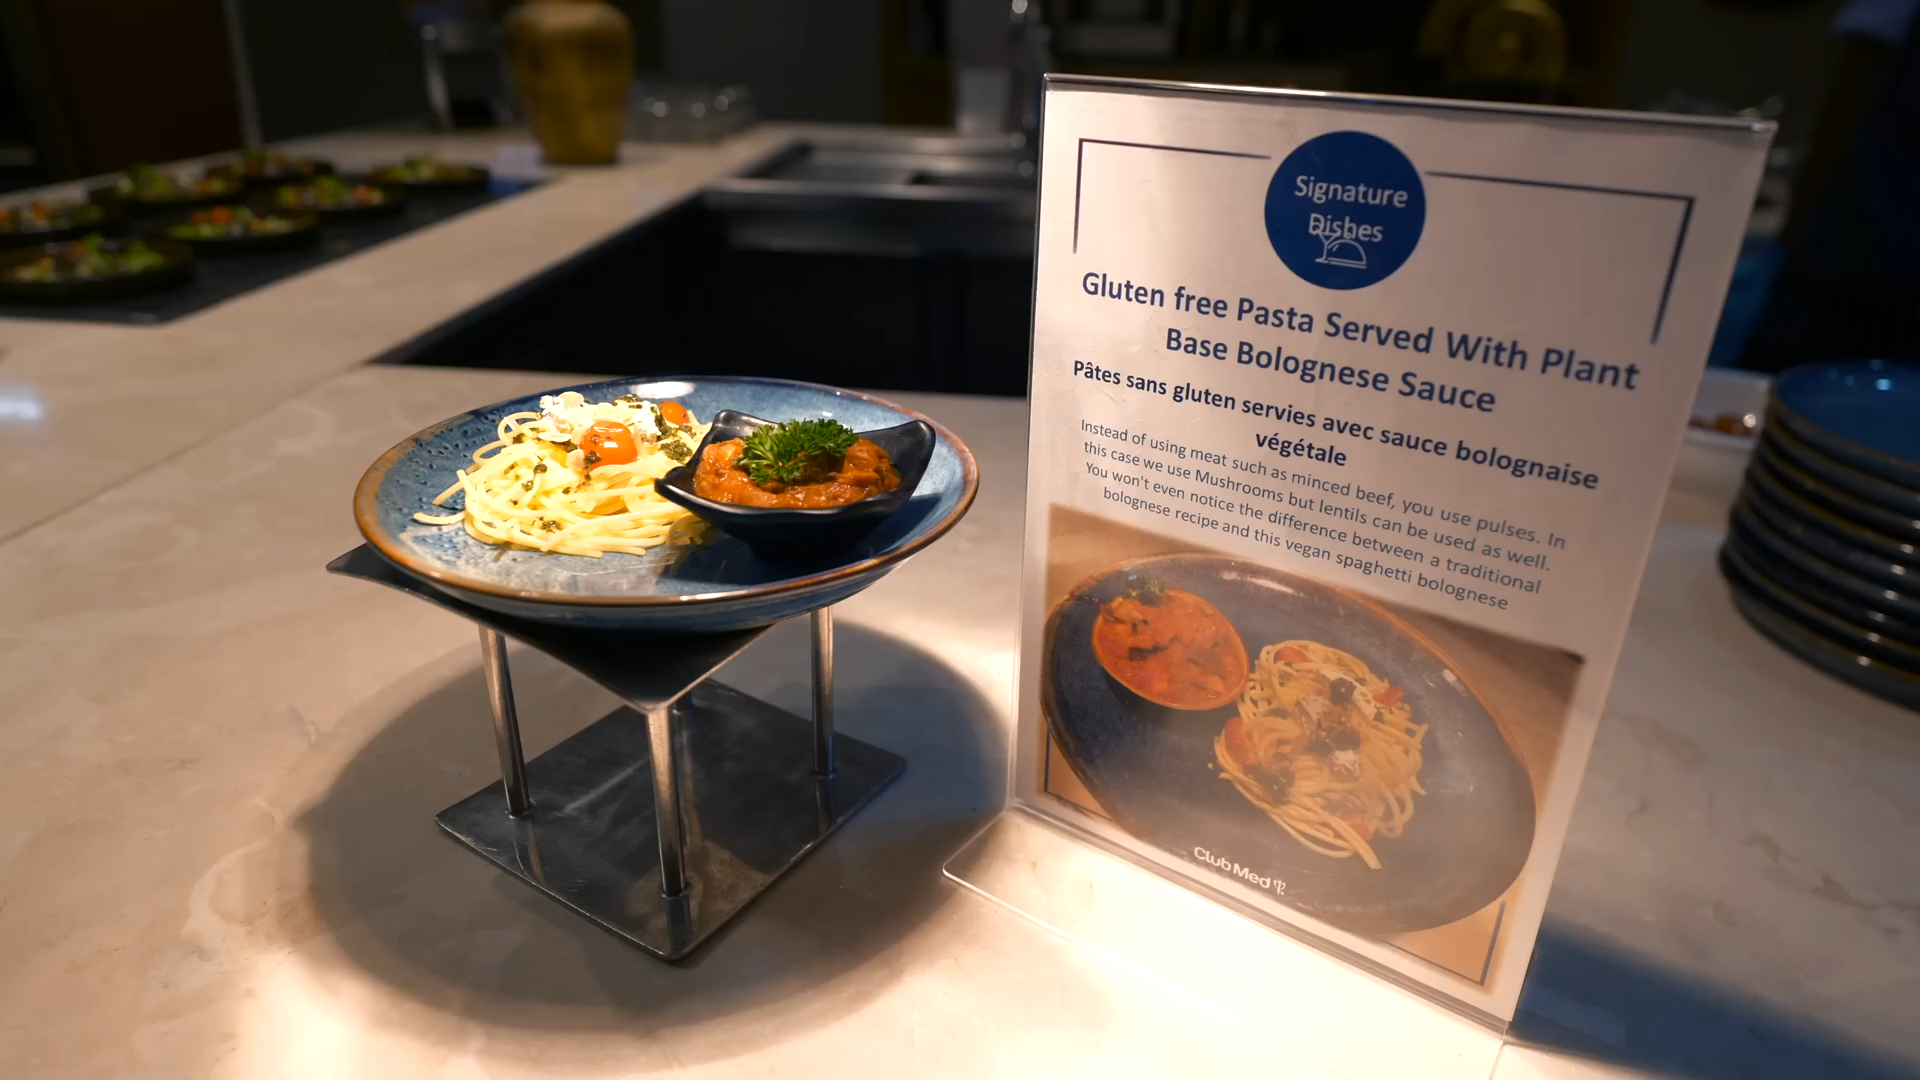 Signature
Dishes
Gluten free Pasta Served With Plant
Base Bolognese Sauce
Pâtes sans gluten servies avec sauce bolognaise
végétale
Instead of using meat such as minced beef, you use pulses. In
this case we use Mushrooms but lentils can be used as well.
You won't even notice the difference between a traditional
bolognese recipe and this vegan spaghetti bolognese
Club Med